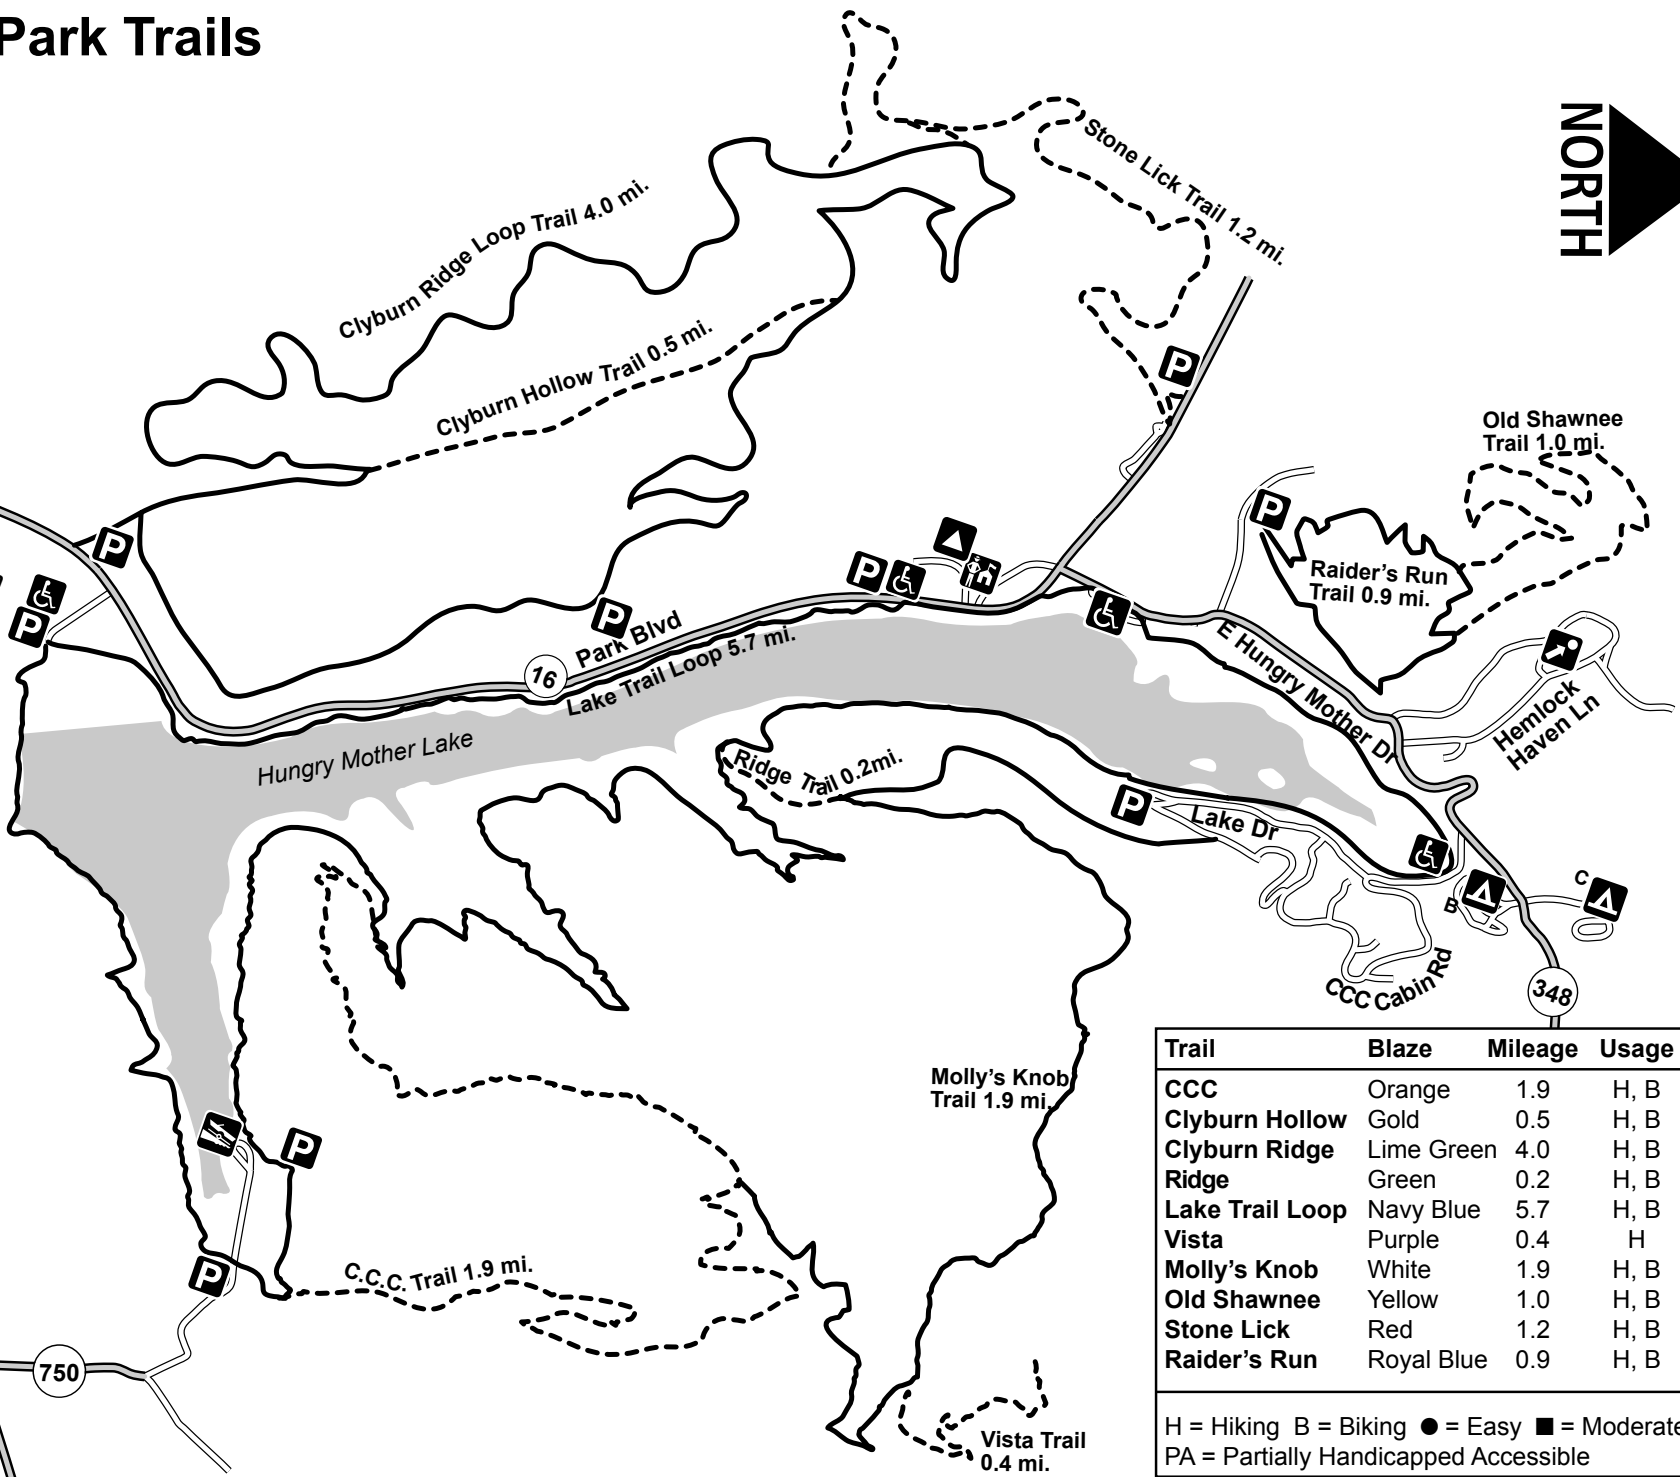 Park Trails
NORTH
Stone Lick Trail 1.2 mi.
Clyburn Ridge Loop Trail 4.0 mi.
Clyburn Hollow Trail 0.5 mi.
P
P
P
P
P
P
Old Shawnee
Trail 1.0 mi.
Raider's Run
Trail 0.9 mi.
Park Blvd
16
Lake Trail Loop 5.7 mi.
E Hungry Mother Dr
Hemlock
Haven Ln
Hungry Mother Lake
Ridge Trail 0.2mi.
P
Lake Dr
B
C
CCC Cabin Rd
348
Molly's Knob
Trail 1.9 mi.
P
P
C.C.C. Trail 1.9 mi.
750
Vista Trail
0.4 mi.
Trail Blaze Mileage Usage
CCC Orange 1.9 H, B
Clyburn Hollow Gold 0.5 H, B
Clyburn Ridge Lime Green 4.0 H, B
Ridge Green 0.2 H, B
Lake Trail Loop Navy Blue 5.7 H, B
Vista Purple 0.4 H
Molly's Knob White 1.9 H, B
Old Shawnee Yellow 1.0 H, B
Stone Lick Red 1.2 H, B
Raider's Run Royal Blue 0.9 H, B
H = Hiking B = Biking ● = Easy ■ = Moderate
PA = Partially Handicapped Accessible